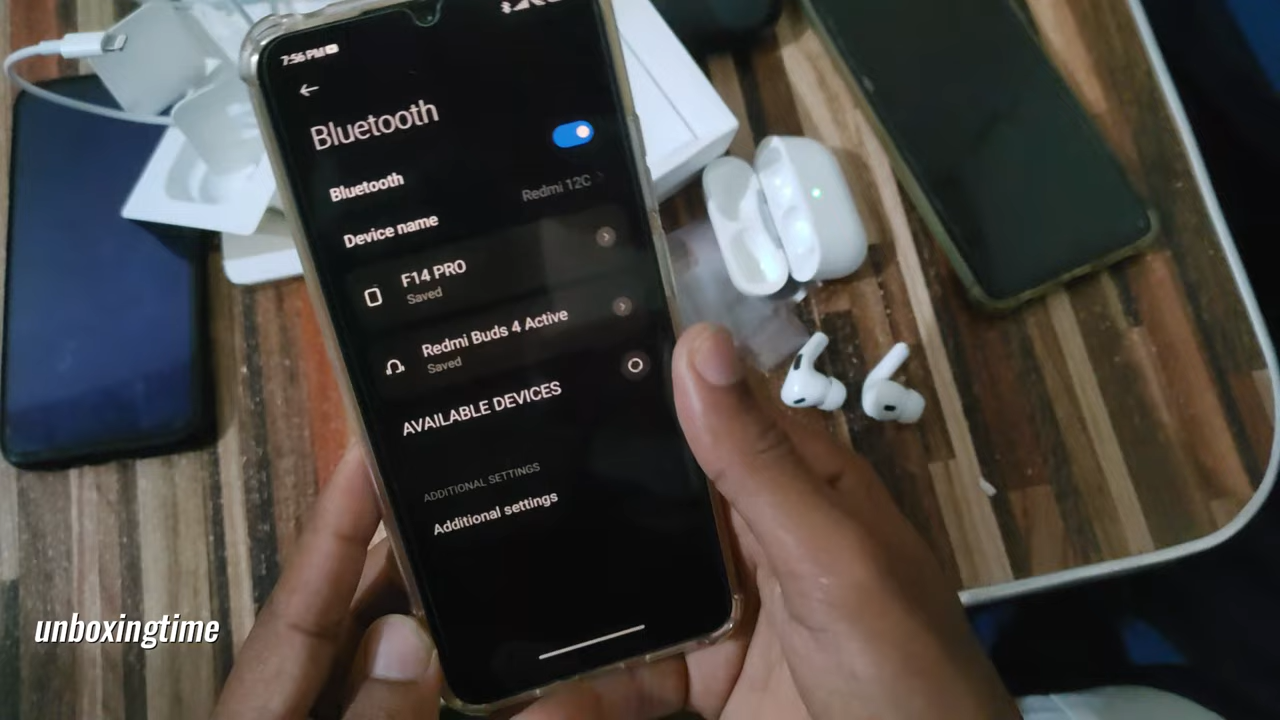 7:56 PM
Bluetooth
Bluetooth
Device name
Redmi 12C
F14 PRO
Saved
Redmi Buds 4 Active
Saved
AVAILABLE DEVICES
ADDITIONAL SETTINGS
Additional settings
unboxingtime